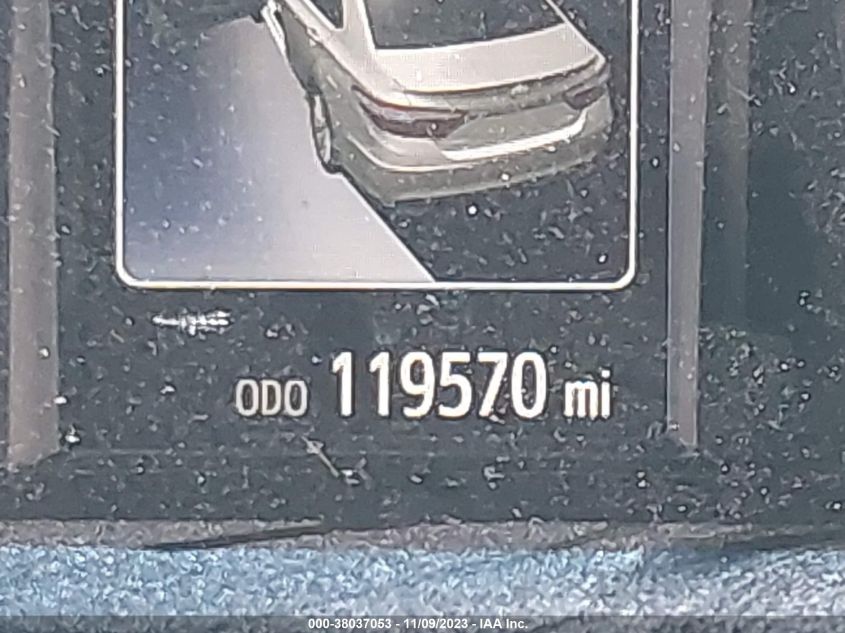 ODO 119570 mi
000-38037053 - 11/09/2023 - IAA Inc.